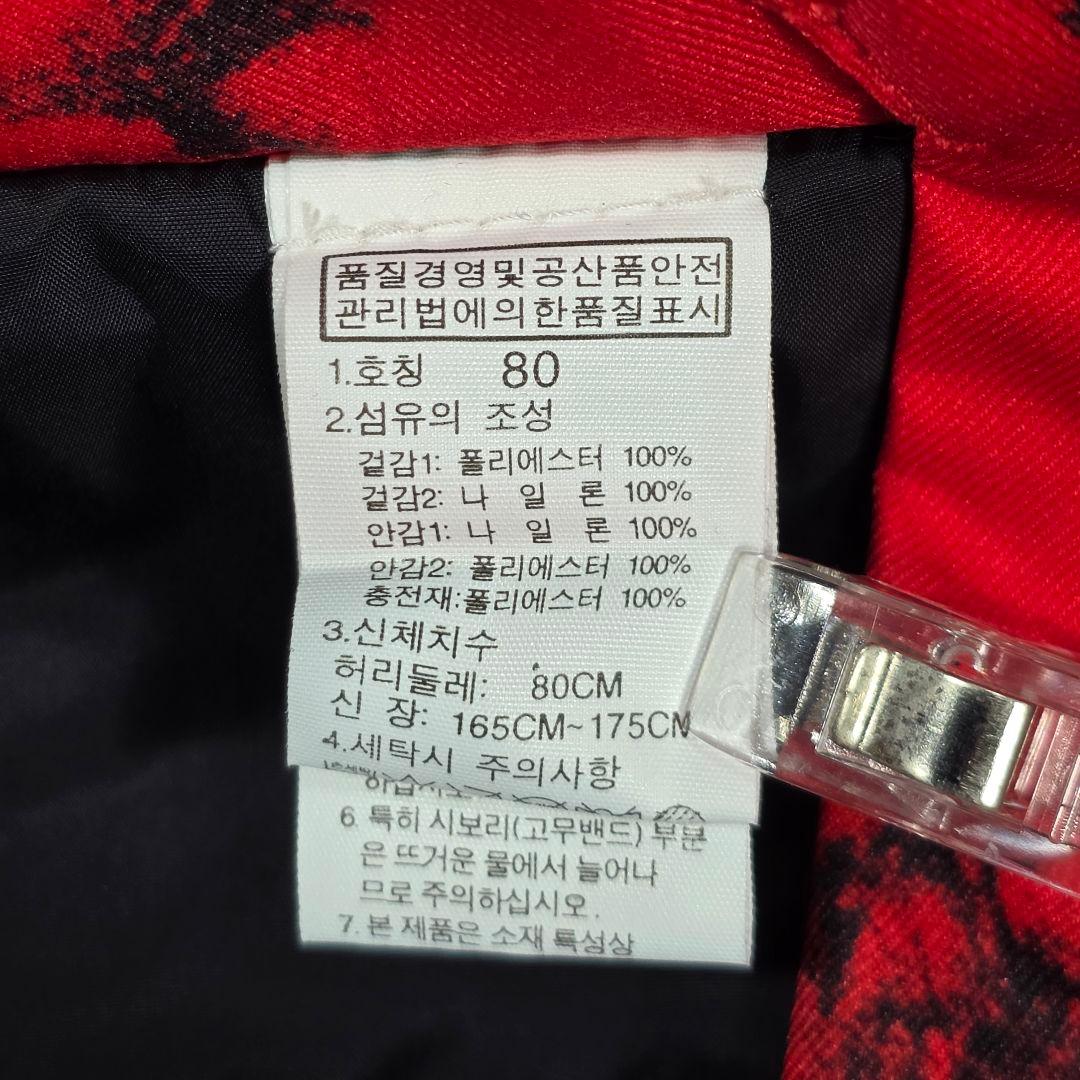 품질경영및공산품안전
관리법에의한품질표시
1.호칭 80
2.섬유의 조성
겉감1: 폴리에스터 100%
겉감2: 나 일 론 100%
안감1: 나 일 론 100%
안감2: 폴리에스터 100%
충전재:폴리에스터 100%
3.신체치수
허리둘레: 80CM
신 장: 165CM~175CM
4.세탁시 주의사항
하십시오
6. 특히 시보리(고무밴드) 부분
은 뜨거운 물에서 늘어나
므로 주의하십시오.
7. 본 제품은 소재 특성상